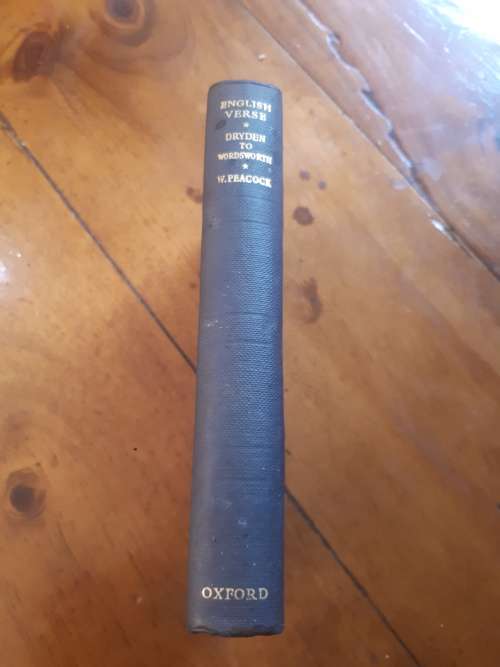 ENGLISH
VERSE
*
DRYDEN
TO
WORDSWORTH
*
W. PEACOCK
OXFORD